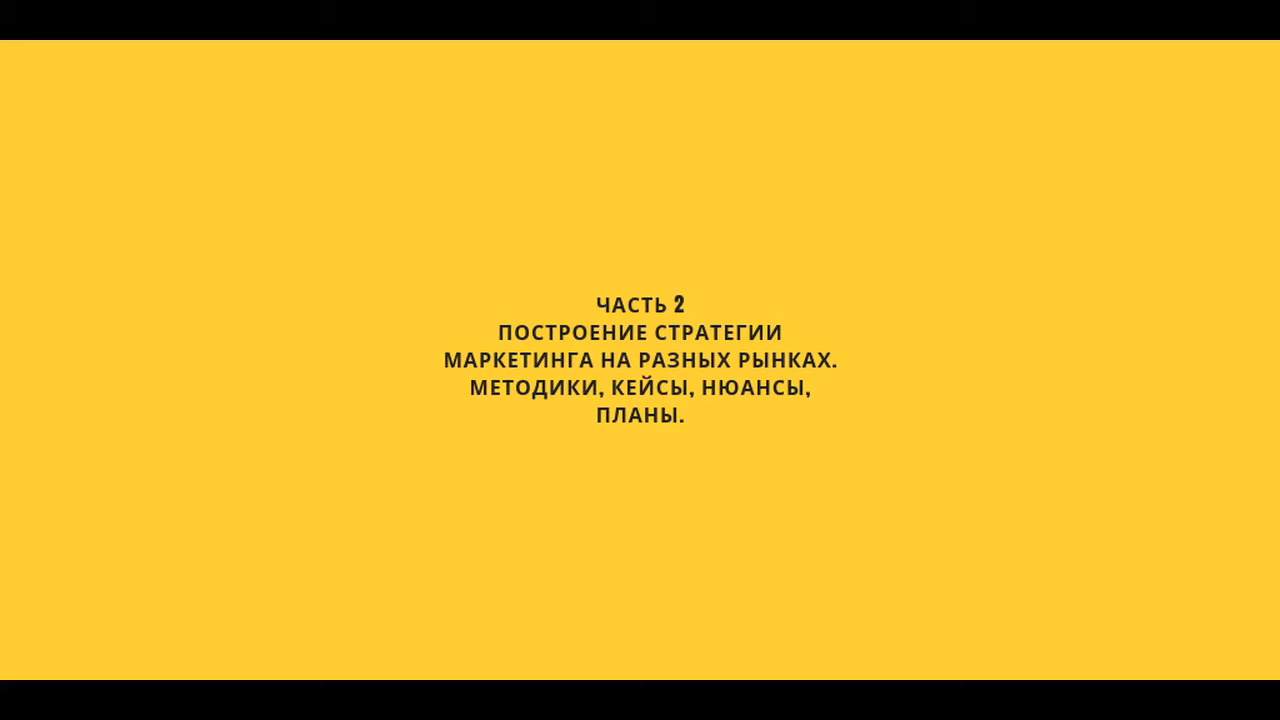 ЧАСТЬ 2
ПОСТРОЕНИЕ СТРАТЕГИИ
МАРКЕТИНГА НА РАЗНЫХ РЫНКАХ.
МЕТОДИКИ, КЕЙСЫ, НЮАНСЫ,
ПЛАНЫ.